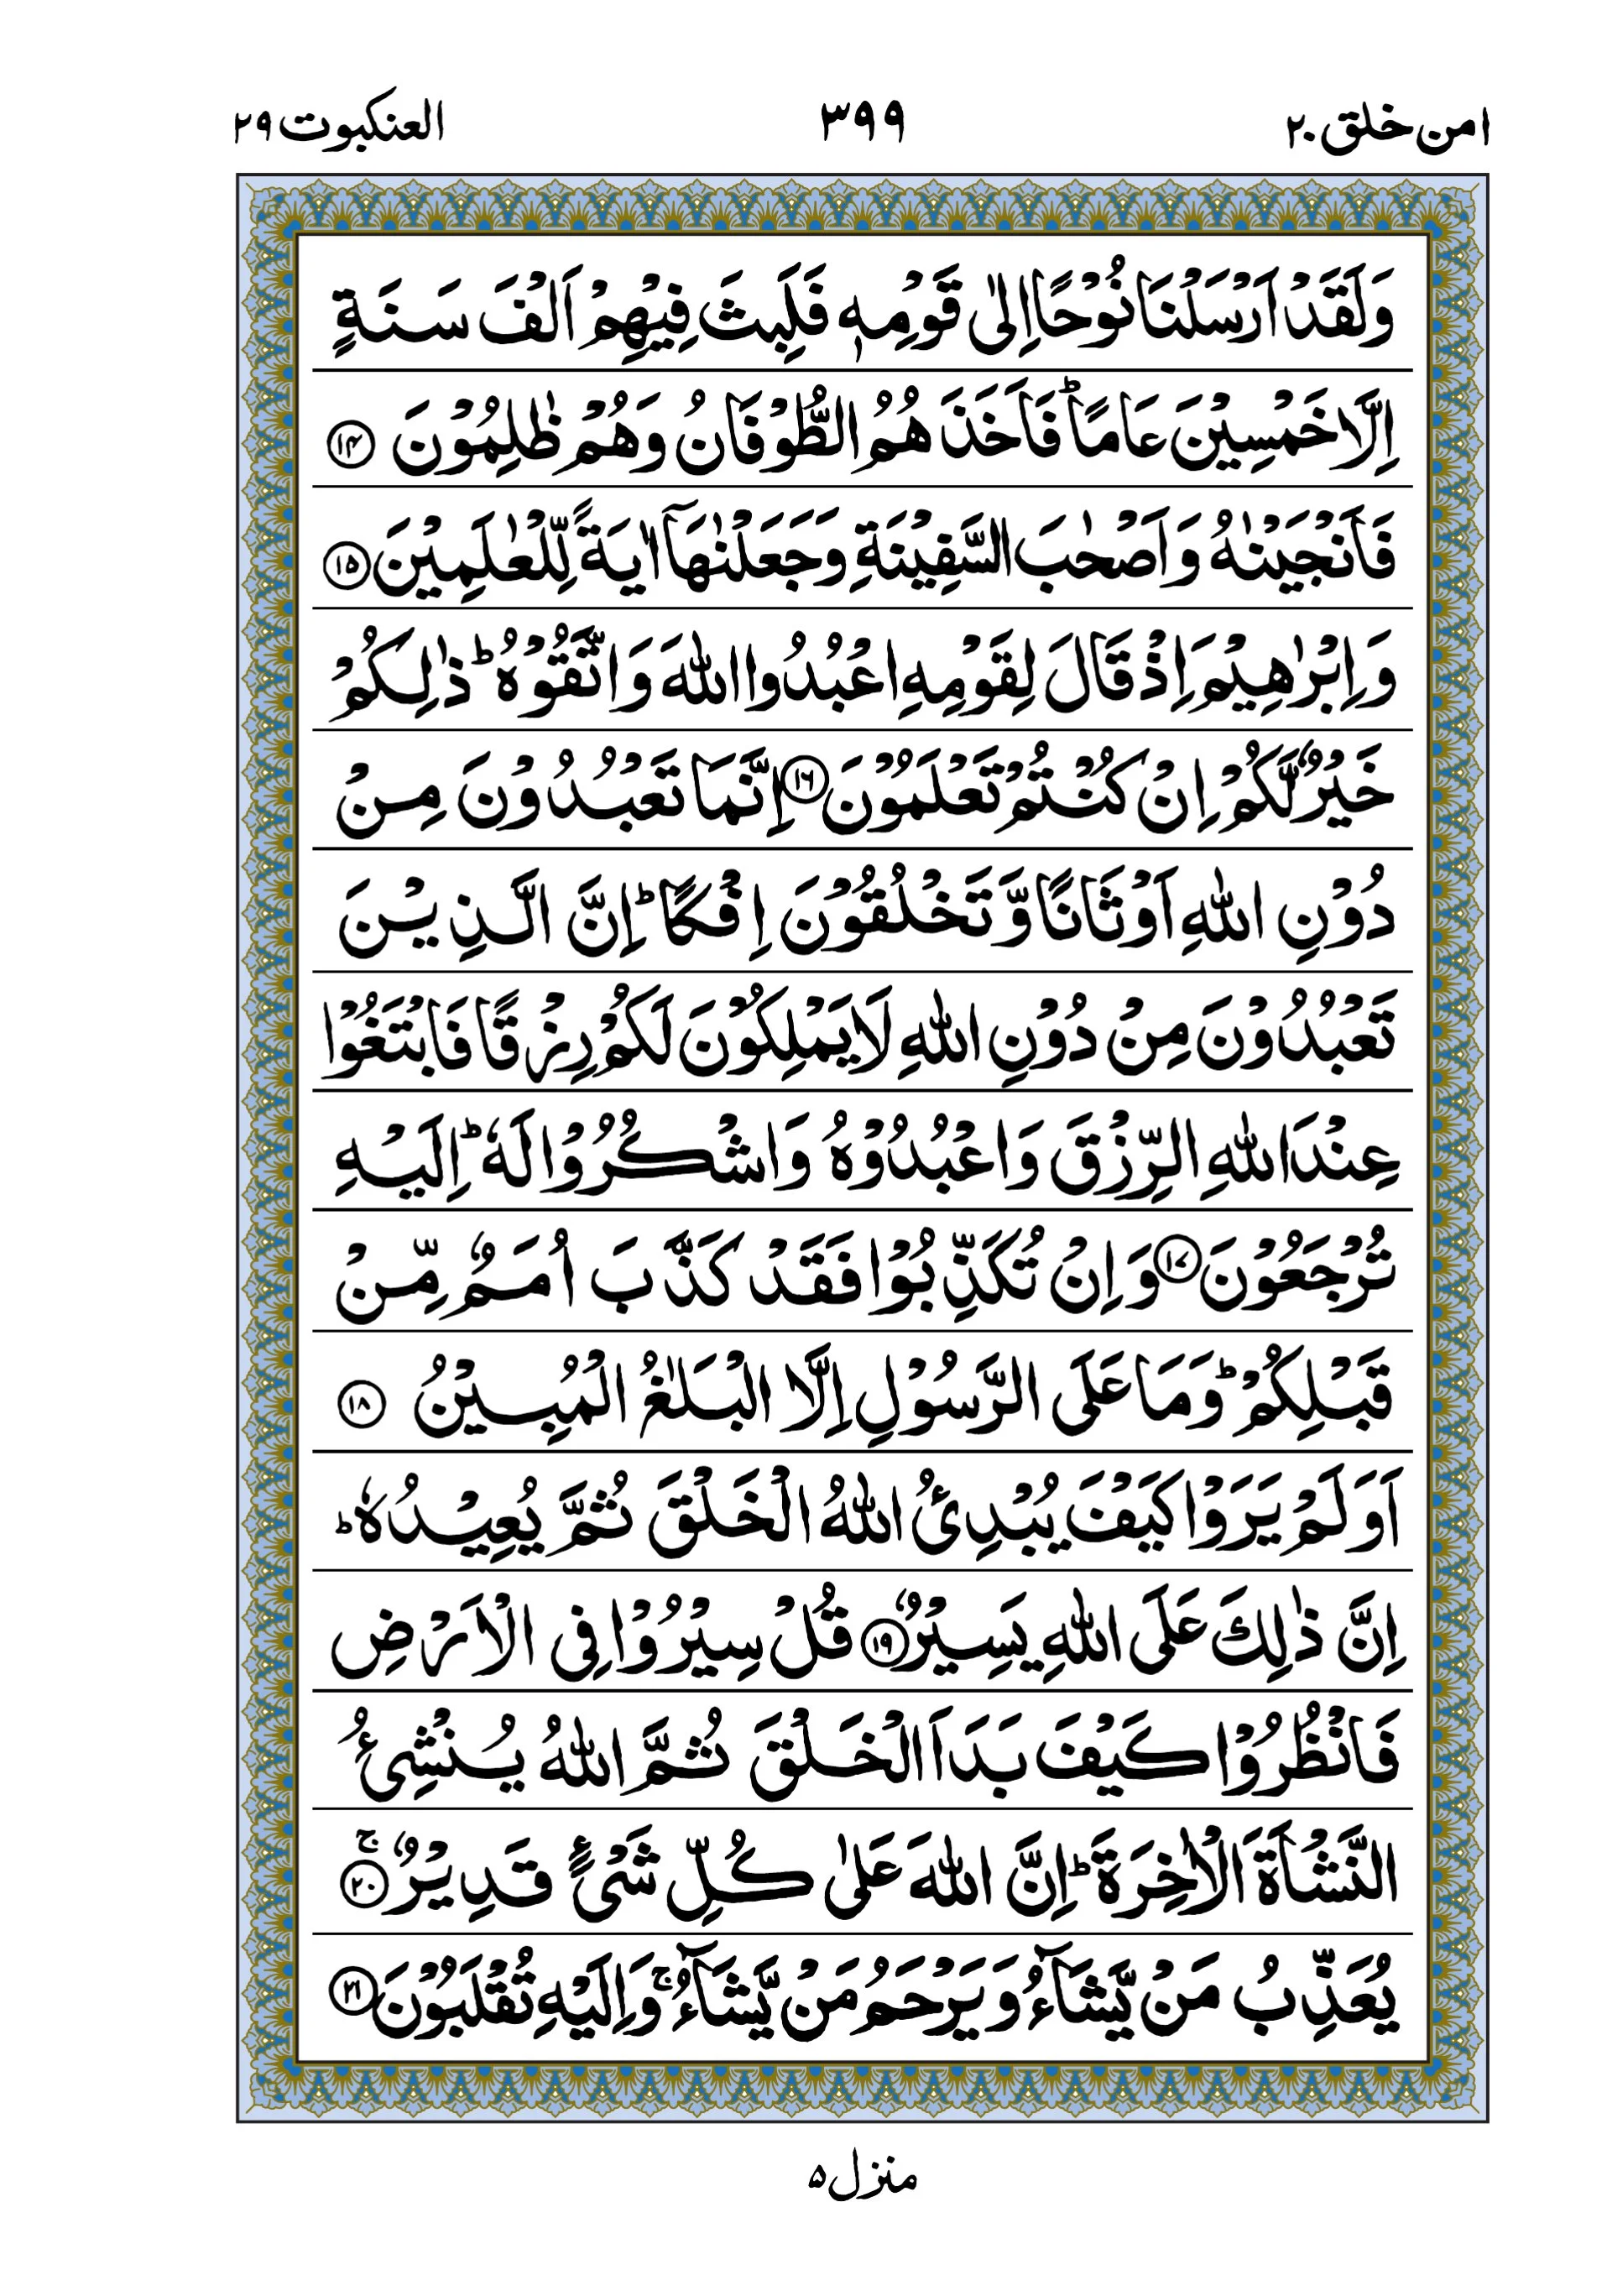 امن خلق ۲۰
۳۹۹
العنکبوت ۲۹
وَلَقَدْ اَرْسَلْنَا نُوْحًا اِلٰى قَوْمِهٖ فَلَبِثَ فِيْهِمْ اَلْفَ سَنَةٍ
اِلَّا خَمْسِيْنَ عَامًا ؕ فَاَخَذَهُمُ الطُّوْفَانُ وَهُمْ ظٰلِمُوْنَ ۝۱۴
فَاَنْجَيْنٰهُ وَاَصْحٰبَ السَّفِيْنَةِ وَجَعَلْنٰهَاۤ اٰيَةً لِّلْعٰلَمِيْنَ ۝۱۵
وَاِبْرٰهِيْمَ اِذْ قَالَ لِقَوْمِهِ اعْبُدُوا اللّٰهَ وَاتَّقُوْهُ ؕ ذٰلِكُمْ
خَيْرٌ لَّكُمْ اِنْ كُنْتُمْ تَعْلَمُوْنَ ۝۱۶ اِنَّمَا تَعْبُدُوْنَ مِنْ
دُوْنِ اللّٰهِ اَوْثَانًا وَّتَخْلُقُوْنَ اِفْكًا ؕ اِنَّ الَّذِيْنَ
تَعْبُدُوْنَ مِنْ دُوْنِ اللّٰهِ لَا يَمْلِكُوْنَ لَكُمْ رِزْقًا فَابْتَغُوْا
عِنْدَ اللّٰهِ الرِّزْقَ وَاعْبُدُوْهُ وَاشْكُرُوْا لَهٗ ؕ اِلَيْهِ
تُرْجَعُوْنَ ۝۱۷ وَاِنْ تُكَذِّبُوْا فَقَدْ كَذَّبَ اُمَمٌ مِّنْ
قَبْلِكُمْ ؕ وَمَا عَلَى الرَّسُوْلِ اِلَّا الْبَلٰغُ الْمُبِيْنُ ۝۱۸
اَوَلَمْ يَرَوْا كَيْفَ يُبْدِئُ اللّٰهُ الْخَلْقَ ثُمَّ يُعِيْدُهٗ ؕ
اِنَّ ذٰلِكَ عَلَى اللّٰهِ يَسِيْرٌ ۝۱۹ قُلْ سِيْرُوْا فِى الْاَرْضِ
فَانْظُرُوْا كَيْفَ بَدَاَ الْخَلْقَ ثُمَّ اللّٰهُ يُنْشِئُ
النَّشْاَةَ الْاٰخِرَةَ ؕ اِنَّ اللّٰهَ عَلٰى كُلِّ شَىْءٍ قَدِيْرٌ ۚ ۝۲۰
يُعَذِّبُ مَنْ يَّشَآءُ وَيَرْحَمُ مَنْ يَّشَآءُ ۚ وَاِلَيْهِ تُقْلَبُوْنَ ۝۲۱
منزل ۵